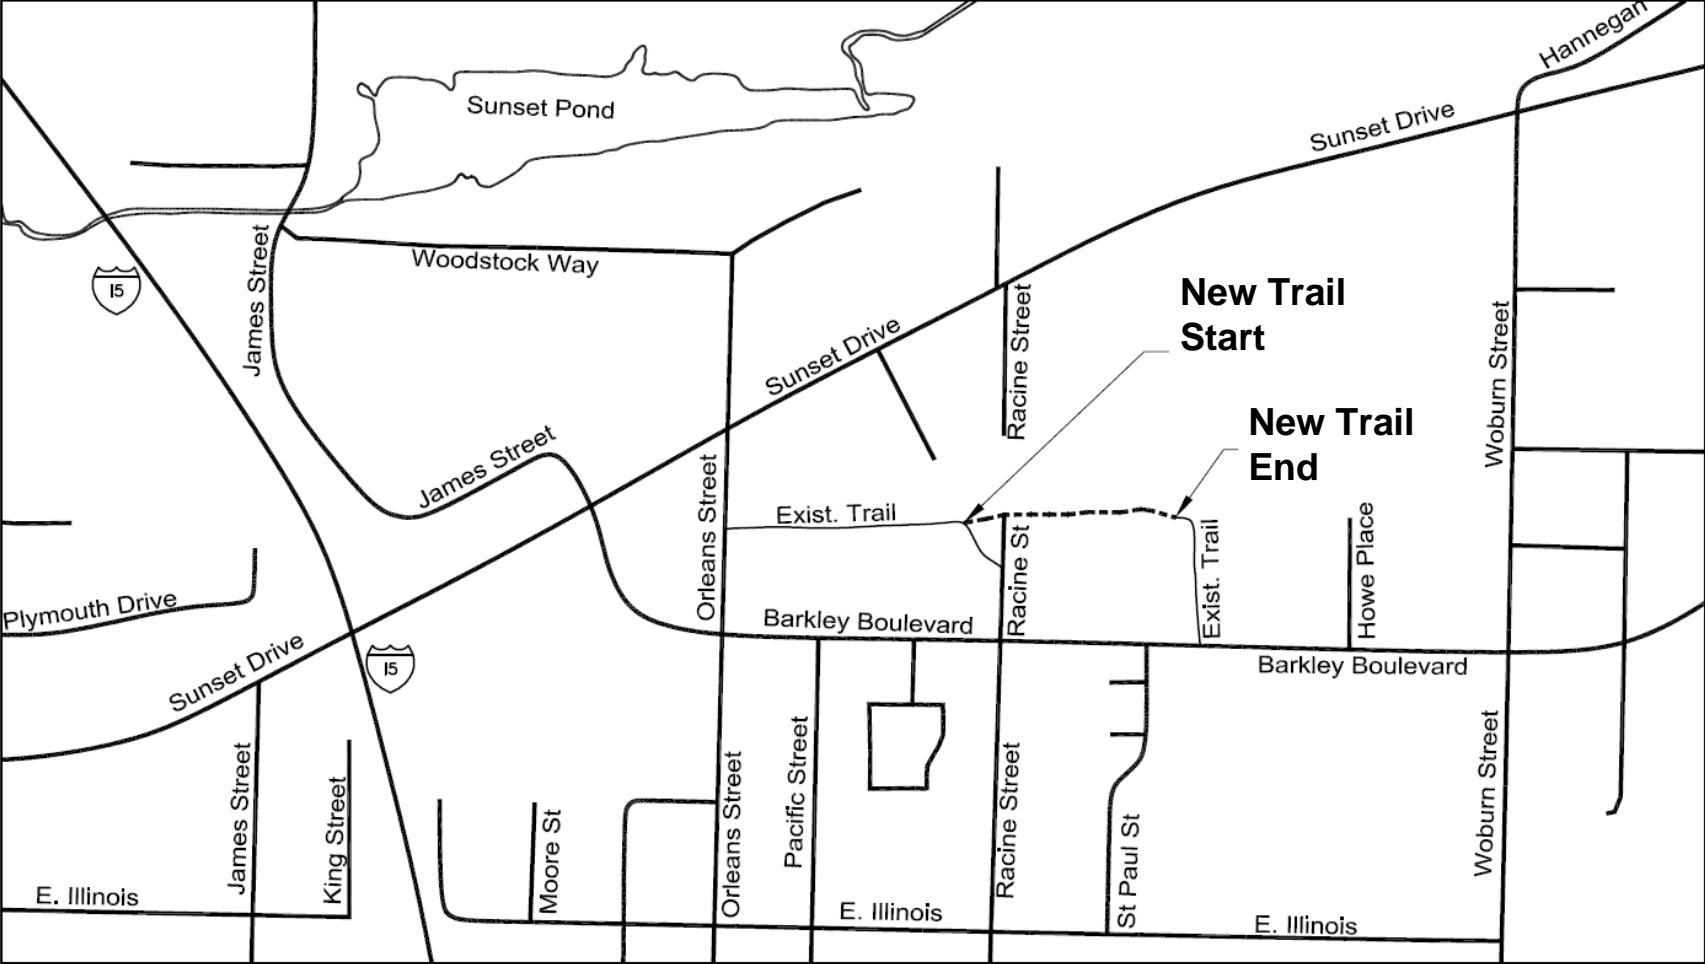 Hannegan
Sunset Pond
Sunset Drive
James Street
Woodstock Way
15
New Trail
Start
Racine Street
Sunset Drive
Woburn Street
New Trail
End
James Street
Orleans Street
Exist. Trail
Racine St
Exist. Trail
Howe Place
Plymouth Drive
Barkley Boulevard
Sunset Drive
15
Barkley Boulevard
James Street
King Street
Moore St
Orleans Street
Pacific Street
Racine Street
St Paul St
Woburn Street
E. Illinois
E. Illinois
E. Illinois